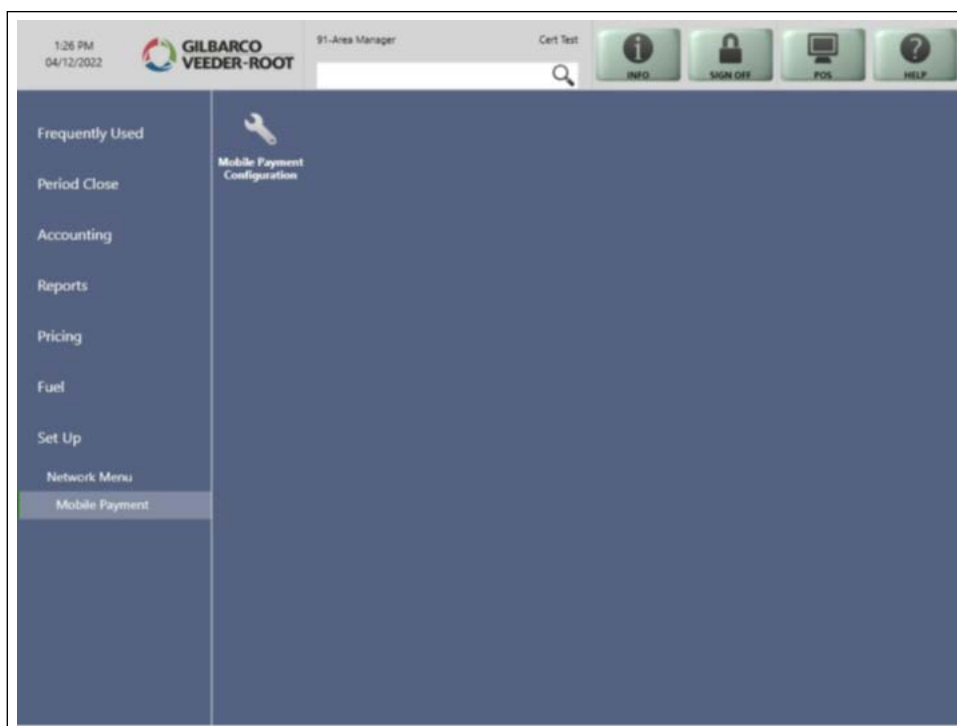 1:26 PM
04/12/2022
GILBARCO
VEEDER-ROOT
91-Area Manager
Cert Test
INFO
SIGN OFF
POS
HELP
Frequently Used
Period Close
Accounting
Reports
Pricing
Fuel
Set Up
Network Menu
Mobile Payment
Mobile Payment
Configuration